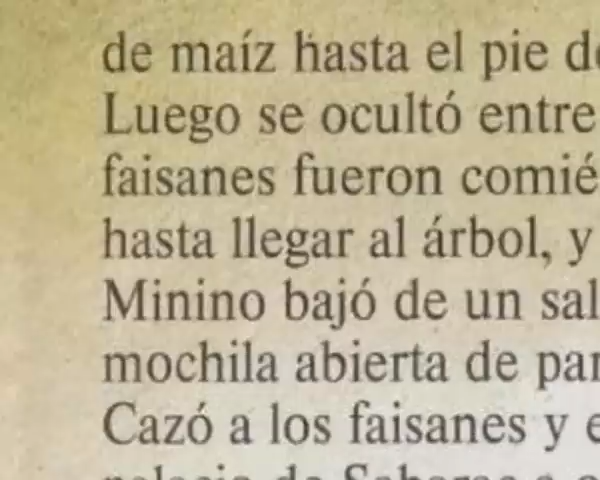 de maíz hasta el pie
Luego se ocultó entre
faisanes fueron
hasta llegar al árbol, y
Minino bajó de un
mochila abierta de
Cazó a los faisanes y